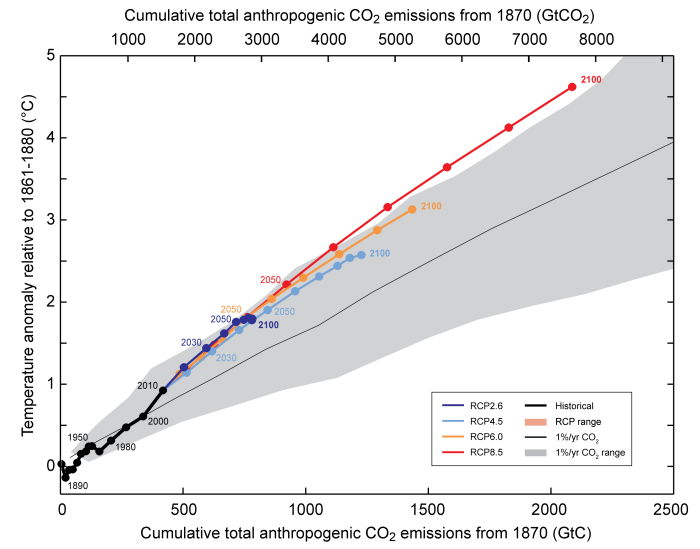 Cumulative total anthropogenic CO2 emissions from 1870 (GtCO2)
1000 2000 3000 4000 5000 6000 7000 8000
Temperature anomaly relative to 1861-1880 (°C)
5
4
3
2
1
0
2100
2100
2100
2050
2050
2050
2050
2100
2030
2030
2010
2000
1950
1980
1890
RCP2.6
RCP4.5
RCP6.0
RCP8.5
Historical
RCP range
1%/yr CO2
1%/yr CO2 range
0 500 1000 1500 2000 2500
Cumulative total anthropogenic CO2 emissions from 1870 (GtC)